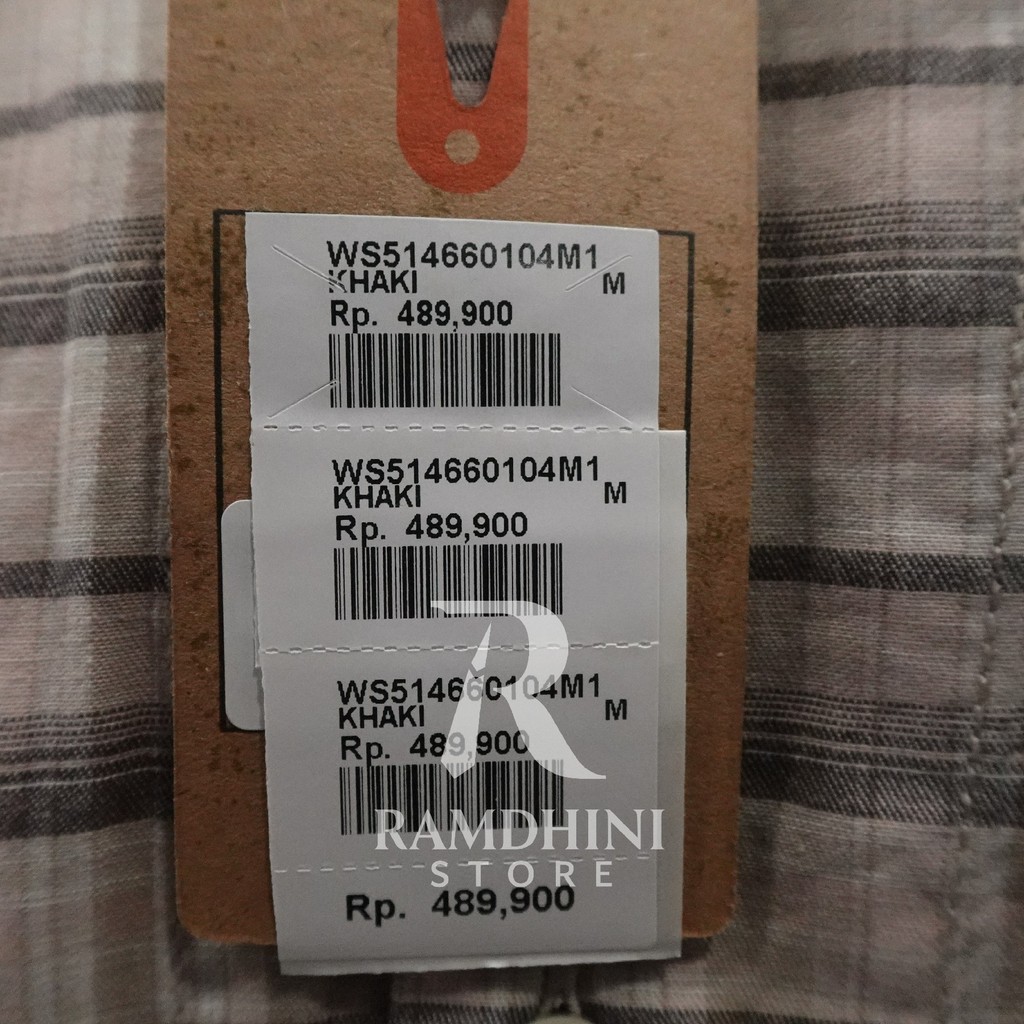 WS514660104M1
KHAKI M
Rp. 489,900
WS514660104M1
KHAKI M
Rp. 489,900
WS514660104M1
KHAKI M
Rp. 489,900
RAMDHINI
STORE
Rp. 489,900